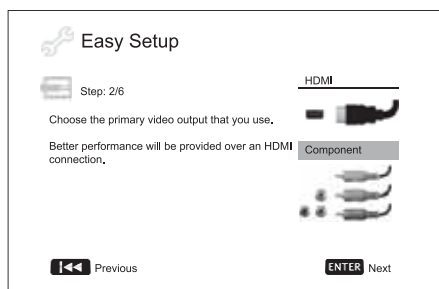 Easy Setup
Step: 2/6
HDMI
Choose the primary video output that you use.
Better performance will be provided over an HDMI
connection.
Component
Previous
ENTER Next